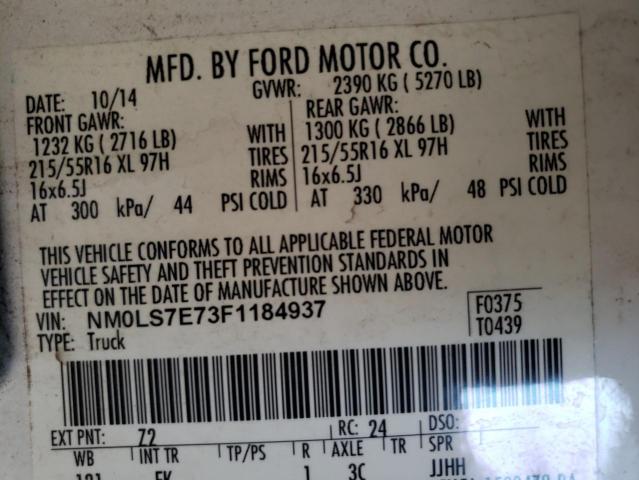 MFD. BY FORD MOTOR CO.
DATE: 10/14 GVWR: 2390 KG ( 5270 LB)
FRONT GAWR: REAR GAWR:
1232 KG ( 2716 LB) WITH 1300 KG ( 2866 LB) WITH
215/55R16 XL 97H TIRES 215/55R16 XL 97H TIRES
16x6.5J RIMS 16x6.5J RIMS
AT 300 kPa/ 44 PSI COLD AT 330 kPa/ 48 PSI COLD
THIS VEHICLE CONFORMS TO ALL APPLICABLE FEDERAL MOTOR
VEHICLE SAFETY AND THEFT PREVENTION STANDARDS IN
EFFECT ON THE DATE OF MANUFACTURE SHOWN ABOVE.
VIN: NM0LS7E73F1184937 F0375
TYPE: Truck T0439
EXT PNT: Z2 RC: 24 DSO:
WB INT TR TP/PS R AXLE TR SPR
EK 1 3C JJHH